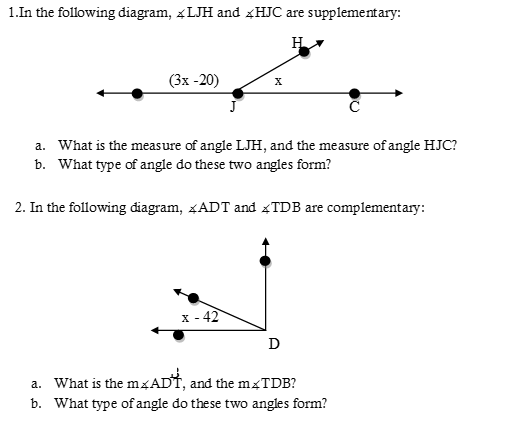 1.In the following diagram, ∡LJH and ∡HJC are supplementary:
H
(3x -20)
x
J
C
a. What is the measure of angle LJH, and the measure of angle HJC?
b. What type of angle do these two angles form?
2. In the following diagram, ∡ADT and ∡TDB are complementary:
x - 42
D
a. What is the m∡ADT, and the m∡TDB?
b. What type of angle do these two angles form?